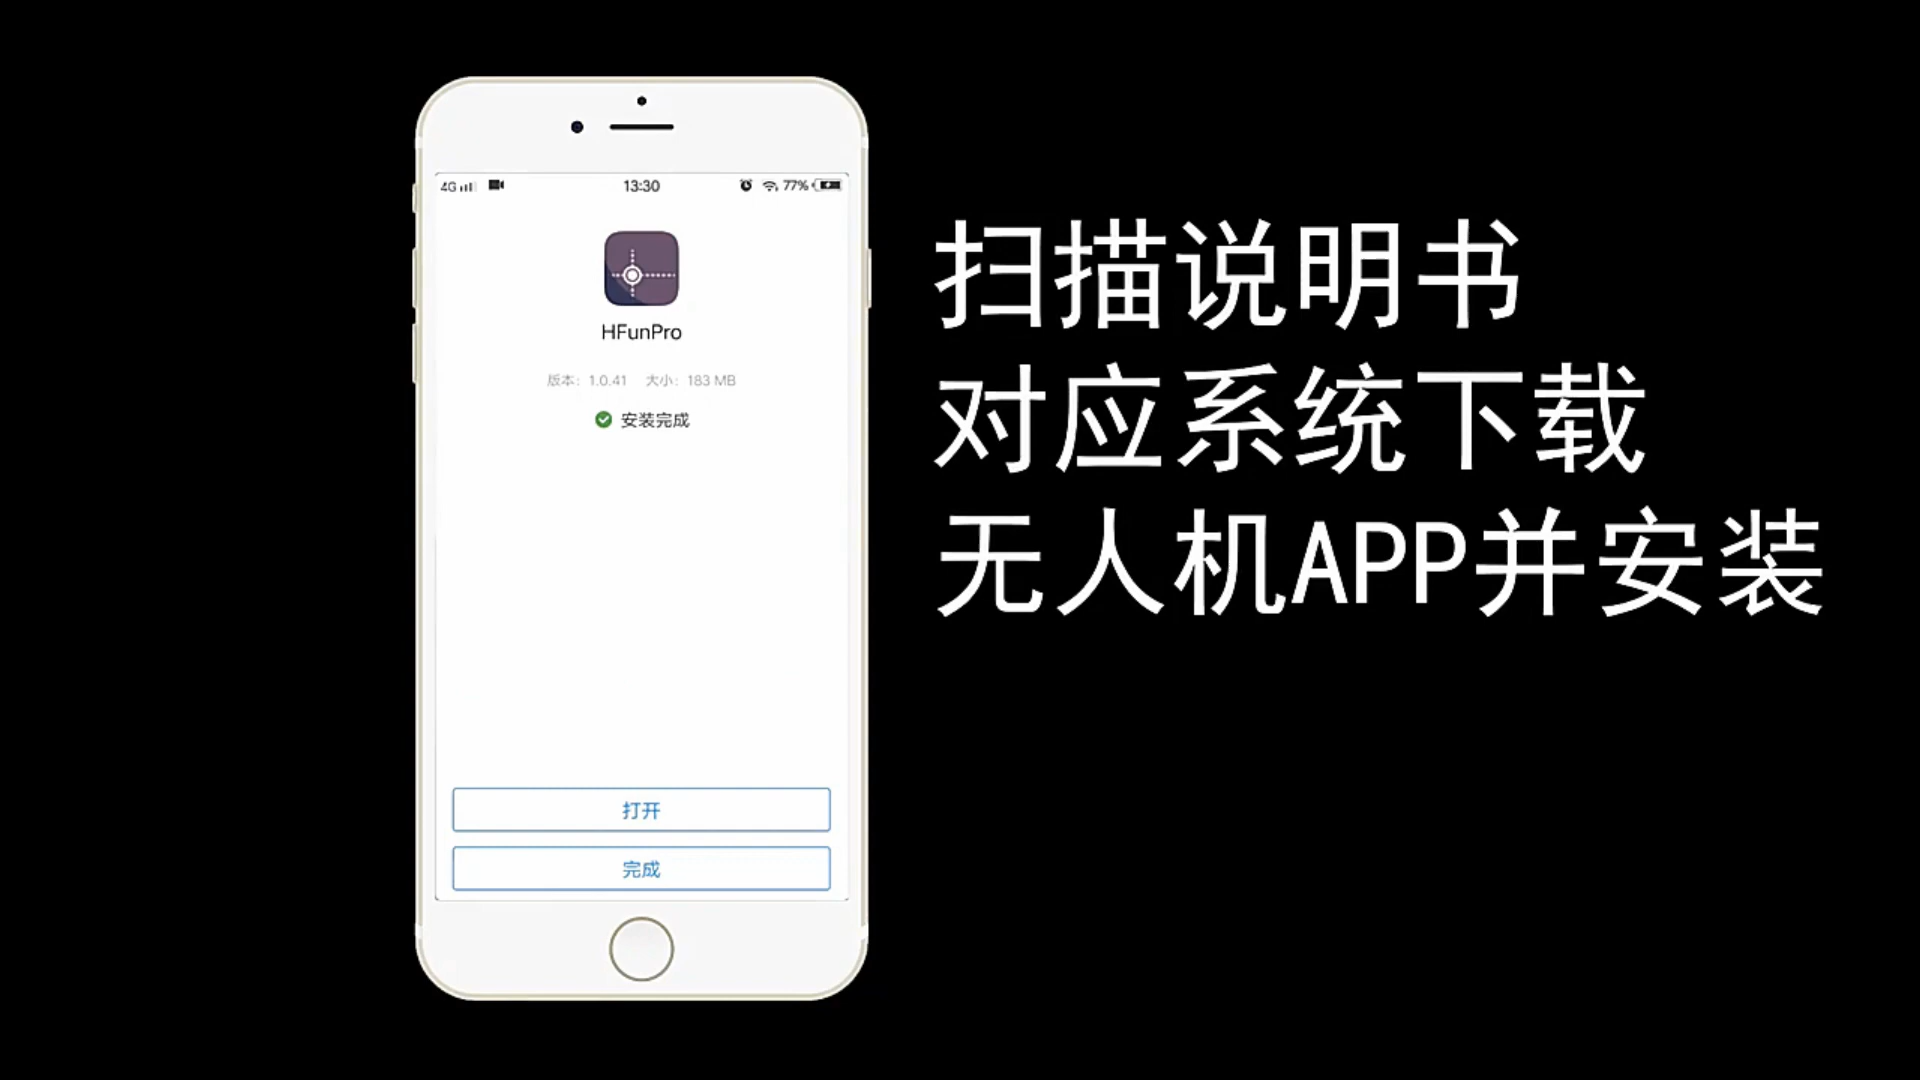 4G 13:30 77%
HFunPro
版本：1.0.41 大小：183 MB
安装完成
打开
完成
扫描说明书
对应系统下载
无人机APP并安装